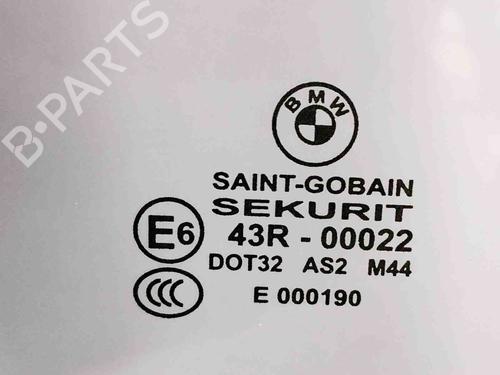 B-PARTS
BMW
SAINT-GOBAIN
SEKURIT
E6 43R - 00022
DOT32 AS2 M44
CCC E 000190